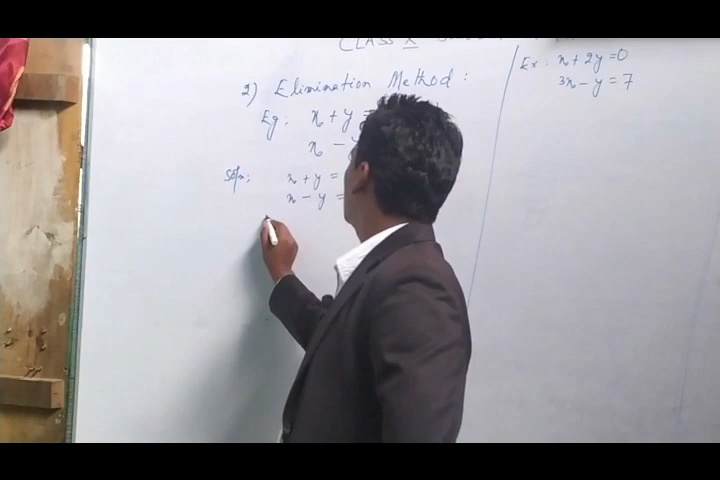 CLASS X
2) Elimination Method :
Eg: x + y =
x - y
Soln: x + y =
x - y =
Ex: x + 2y = 0
3x - y = 7